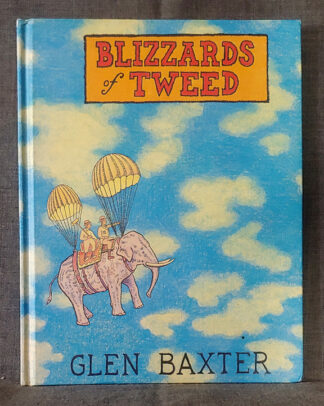 BLIZZARDS
of TWEED
GLEN BAXTER